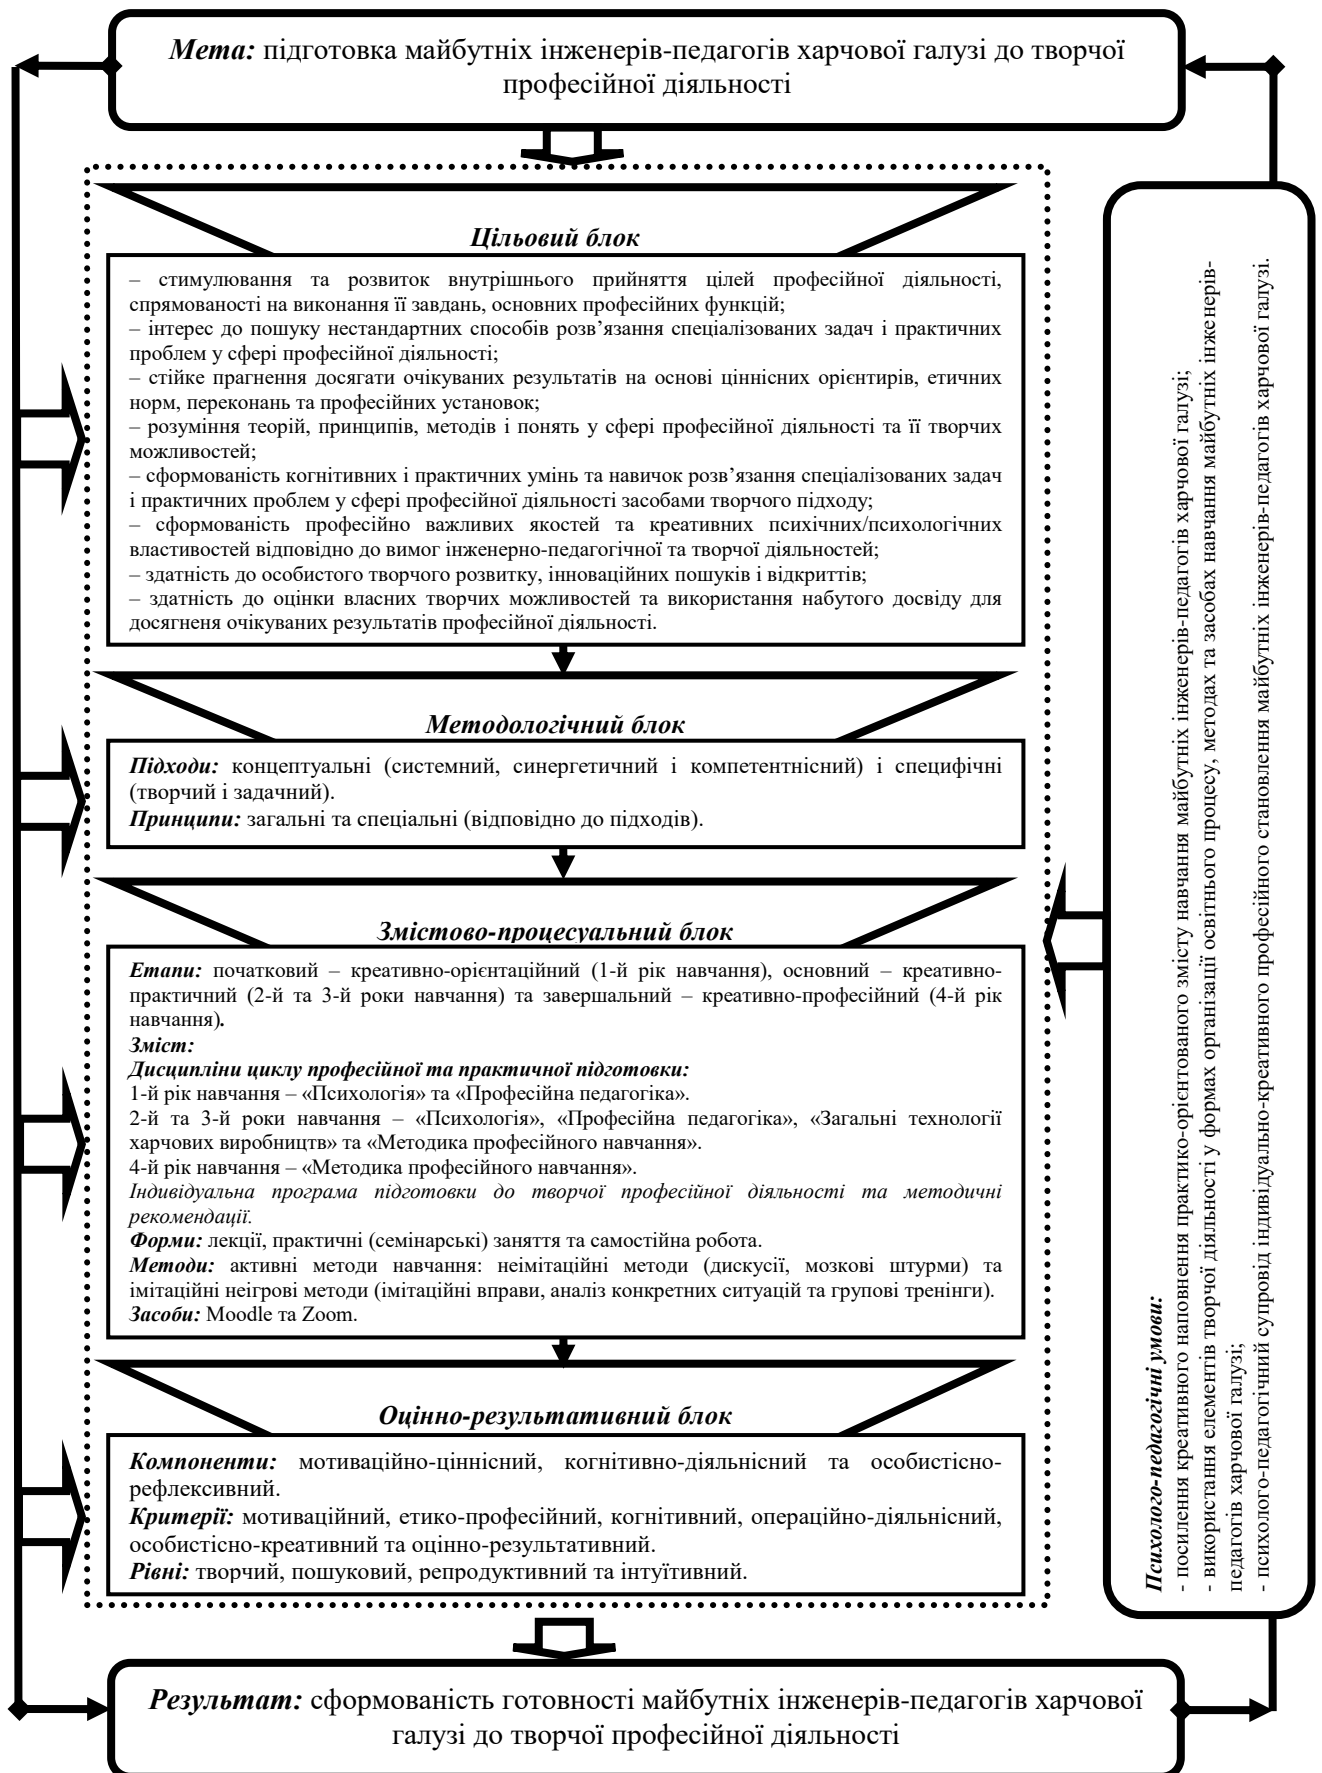 Мета: підготовка майбутніх інженерів-педагогів харчової галузі до творчої
професійної діяльності
Цільовий блок
– стимулювання та розвиток внутрішнього прийняття цілей професійної діяльності,
спрямованості на виконання її завдань, основних професійних функцій;
– інтерес до пошуку нестандартних способів розв’язання спеціалізованих задач і практичних
проблем у сфері професійної діяльності;
– стійке прагнення досягати очікуваних результатів на основі ціннісних орієнтирів, етичних
норм, переконань та професійних установок;
– розуміння теорій, принципів, методів і понять у сфері професійної діяльності та її творчих
можливостей;
– сформованість когнітивних і практичних умінь та навичок розв’язання спеціалізованих задач
і практичних проблем у сфері професійної діяльності засобами творчого підходу;
– сформованість професійно важливих якостей та креативних психічних/психологічних
властивостей відповідно до вимог інженерно-педагогічної та творчої діяльностей;
– здатність до особистого творчого розвитку, інноваційних пошуків і відкриттів;
– здатність до оцінки власних творчих можливостей та використання набутого досвіду для
досягненя очікуваних результатів професійної діяльності.
Методологічний блок
Підходи: концептуальні (системний, синергетичний і компетентнісний) і специфічні
(творчий і задачний).
Принципи: загальні та спеціальні (відповідно до підходів).
Змістово-процесуальний блок
Етапи: початковий – креативно-орієнтаційний (1-й рік навчання), основний – креативно-
практичний (2-й та 3-й роки навчання) та завершальний – креативно-професійний (4-й рік
навчання).
Зміст:
Дисципліни циклу професійної та практичної підготовки:
1-й рік навчання – «Психологія» та «Професійна педагогіка».
2-й та 3-й роки навчання – «Психологія», «Професійна педагогіка», «Загальні технології
харчових виробництв» та «Методика професійного навчання».
4-й рік навчання – «Методика професійного навчання».
Індивідуальна програма підготовки до творчої професійної діяльності та методичні
рекомендації.
Форми: лекції, практичні (семінарські) заняття та самостійна робота.
Методи: активні методи навчання: неімітаційні методи (дискусії, мозкові штурми) та
імітаційні неігрові методи (імітаційні вправи, аналіз конкретних ситуацій та групові тренінги).
Засоби: Moodle та Zoom.
Оцінно-результативний блок
Компоненти: мотиваційно-ціннісний, когнітивно-діяльнісний та особистісно-
рефлексивний.
Критерії: мотиваційний, етико-професійний, когнітивний, операційно-діяльнісний,
особистісно-креативний та оцінно-результативний.
Рівні: творчий, пошуковий, репродуктивний та інтуїтивний.
Психолого-педагогічні умови:
- посилення креативного наповнення практико-орієнтованого змісту навчання майбутніх інженерів-педагогів харчової галузі;
- використання елементів творчої діяльності у формах організації освітнього процесу, методах та засобах навчання майбутніх інженерів-
педагогів харчової галузі;
- психолого-педагогічний супровід індивідуально-креативного професійного становлення майбутніх інженерів-педагогів харчової галузі.
Результат: сформованість готовності майбутніх інженерів-педагогів харчової
галузі до творчої професійної діяльності